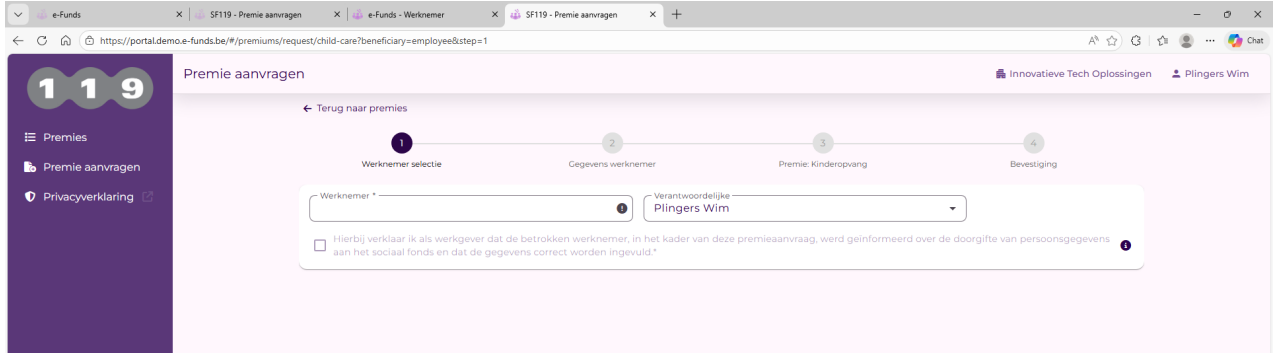 e-Funds
SF119 - Premie aanvragen
e-Funds - Werknemer
SF119 - Premie aanvragen
https://portal.demo.e-funds.be/#/premiums/request/child-care?beneficiary=employee&step=1
Chat
119
Premie aanvragen
Innovatieve Tech Oplossingen
Plingers Wim
Premies
Premie aanvragen
Privacyverklaring
Terug naar premies
1
2
3
4
Werknemer selectie
Gegevens werknemer
Premie: Kinderopvang
Bevestiging
Werknemer *
Verantwoordelijke
Plingers Wim
Hierbij verklaar ik als werkgever dat de betrokken werknemer, in het kader van deze premieaanvraag, werd geinformeerd over de doorgifte van persoonsgegevens
aan het sociaal fonds en dat de gegevens correct worden ingevuld.*